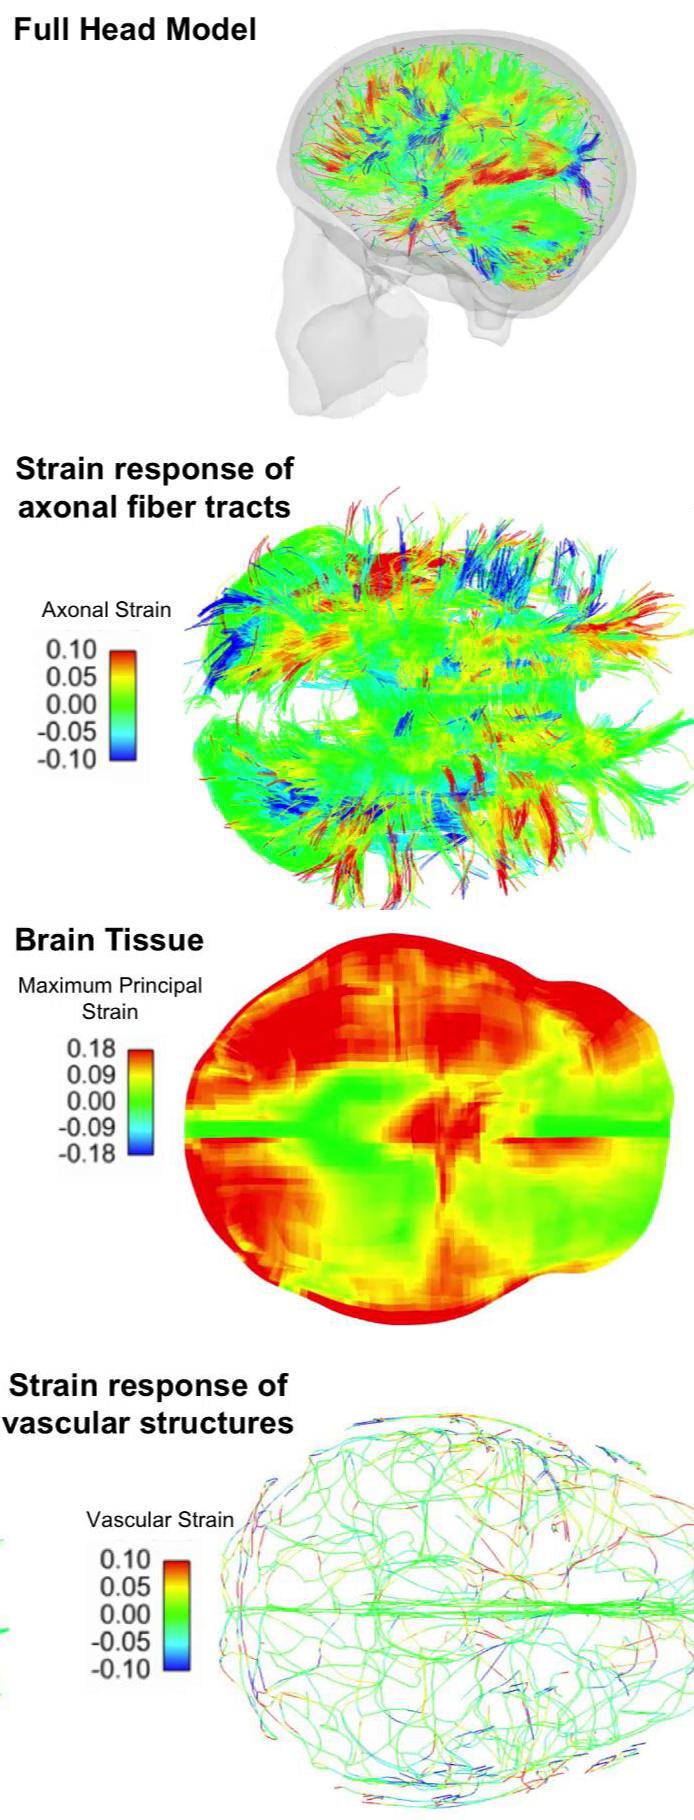 Full Head Model
Strain response of
axonal fiber tracts
Axonal Strain
0.10
0.05
0.00
-0.05
-0.10
Brain Tissue
Maximum Principal
Strain
0.18
0.09
0.00
-0.09
-0.18
Strain response of
vascular structures
Vascular Strain
0.10
0.05
0.00
-0.05
-0.10